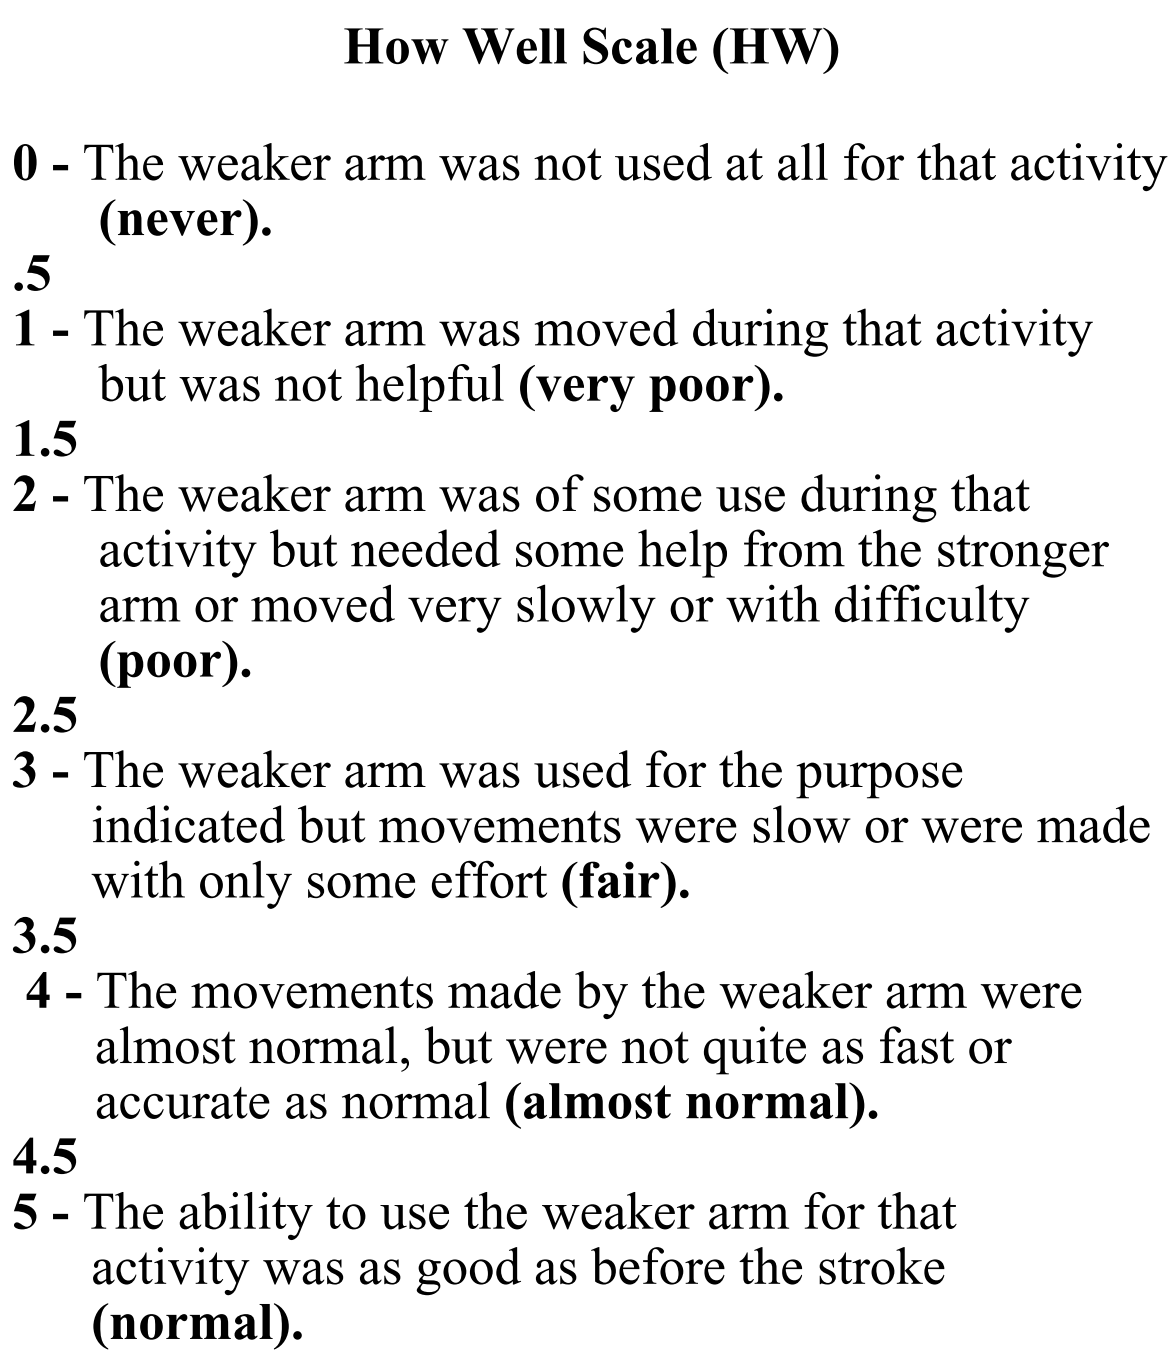 How Well Scale (HW)
0 - The weaker arm was not used at all for that activity
(never).
.5
1 - The weaker arm was moved during that activity
but was not helpful (very poor).
1.5
2 - The weaker arm was of some use during that
activity but needed some help from the stronger
arm or moved very slowly or with difficulty
(poor).
2.5
3 - The weaker arm was used for the purpose
indicated but movements were slow or were made
with only some effort (fair).
3.5
4 - The movements made by the weaker arm were
almost normal, but were not quite as fast or
accurate as normal (almost normal).
4.5
5 - The ability to use the weaker arm for that
activity was as good as before the stroke
(normal).